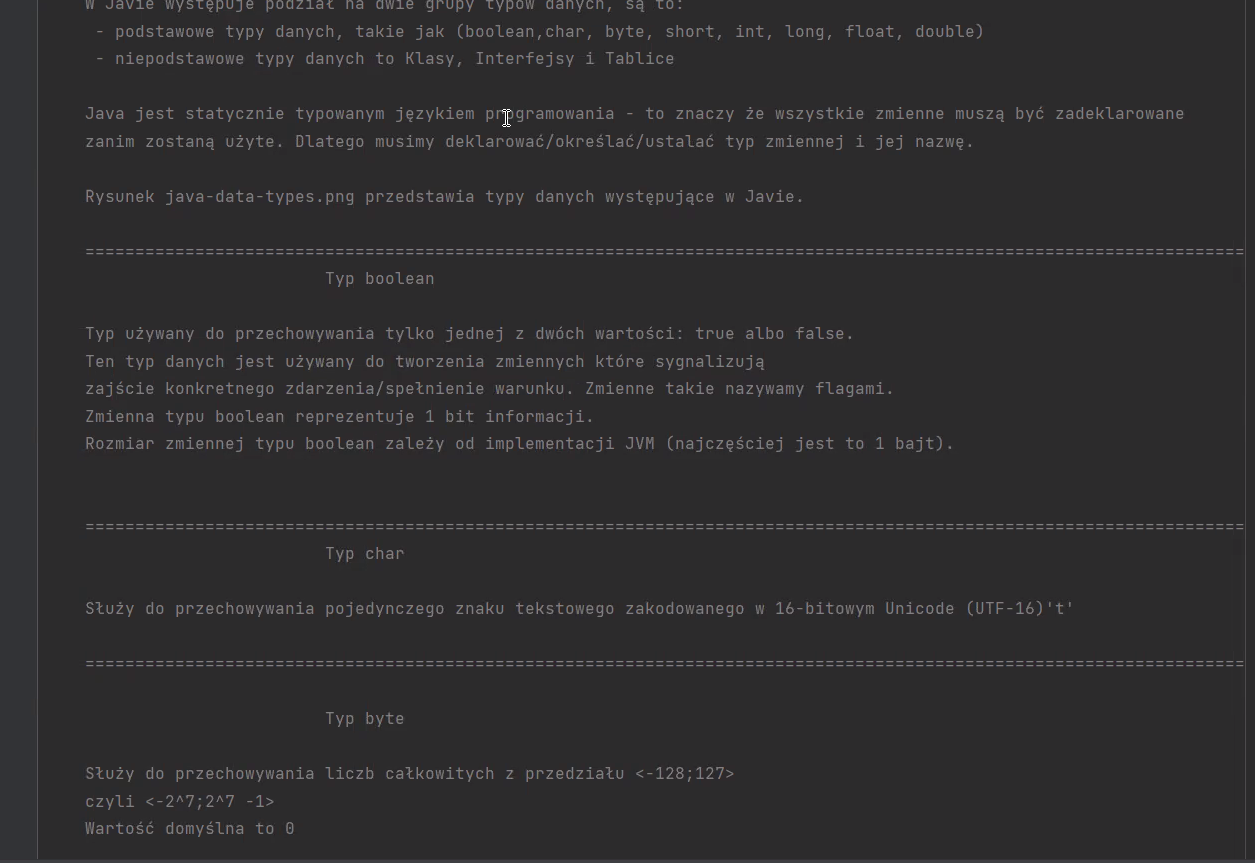 W Javie występuje podział na dwie grupy typów danych, są to:
- podstawowe typy danych, takie jak (boolean,char, byte, short, int, long, float, double)
- niepodstawowe typy danych to Klasy, Interfejsy i Tablice
Java jest statycznie typowanym językiem programowania - to znaczy że wszystkie zmienne muszą być zadeklarowane
zanim zostaną użyte. Dlatego musimy deklarować/określać/ustalać typ zmiennej i jej nazwę.
Rysunek java-data-types.png przedstawia typy danych występujące w Javie.
====================================================================================================================
Typ boolean
Typ używany do przechowywania tylko jednej z dwóch wartości: true albo false.
Ten typ danych jest używany do tworzenia zmiennych które sygnalizują
zajście konkretnego zdarzenia/spełnienie warunku. Zmienne takie nazywamy flagami.
Zmienna typu boolean reprezentuje 1 bit informacji.
Rozmiar zmiennej typu boolean zależy od implementacji JVM (najczęściej jest to 1 bajt).
====================================================================================================================
Typ char
Służy do przechowywania pojedynczego znaku tekstowego zakodowanego w 16-bitowym Unicode (UTF-16)'t'
====================================================================================================================
Typ byte
Służy do przechowywania liczb całkowitych z przedziału <-128;127>
czyli <-2^7;2^7 -1>
Wartość domyślna to 0